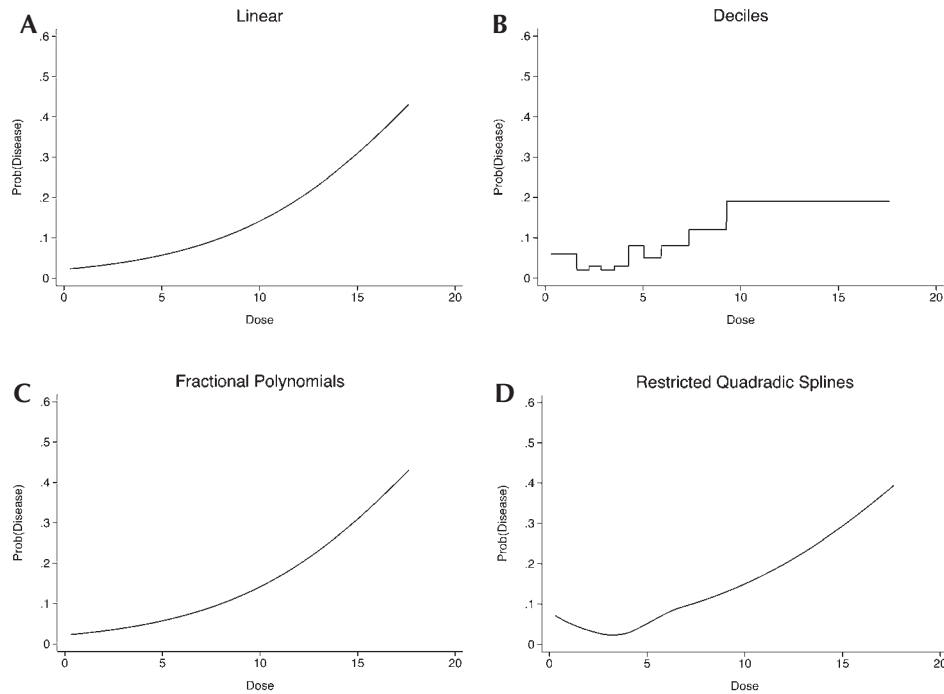 A
Linear
.6
.5
.4
.3
.2
.1
0
Prob(Disease)
0 5 10 15 20
Dose
B
Deciles
.6
.5
.4
.3
.2
.1
0
Prob(Disease)
0 5 10 15 20
Dose
C
Fractional Polynomials
.6
.5
.4
.3
.2
.1
0
Prob(Disease)
0 5 10 15 20
Dose
D
Restricted Quadradic Splines
.6
.5
.4
.3
.2
.1
0
Prob(Disease)
0 5 10 15 20
Dose